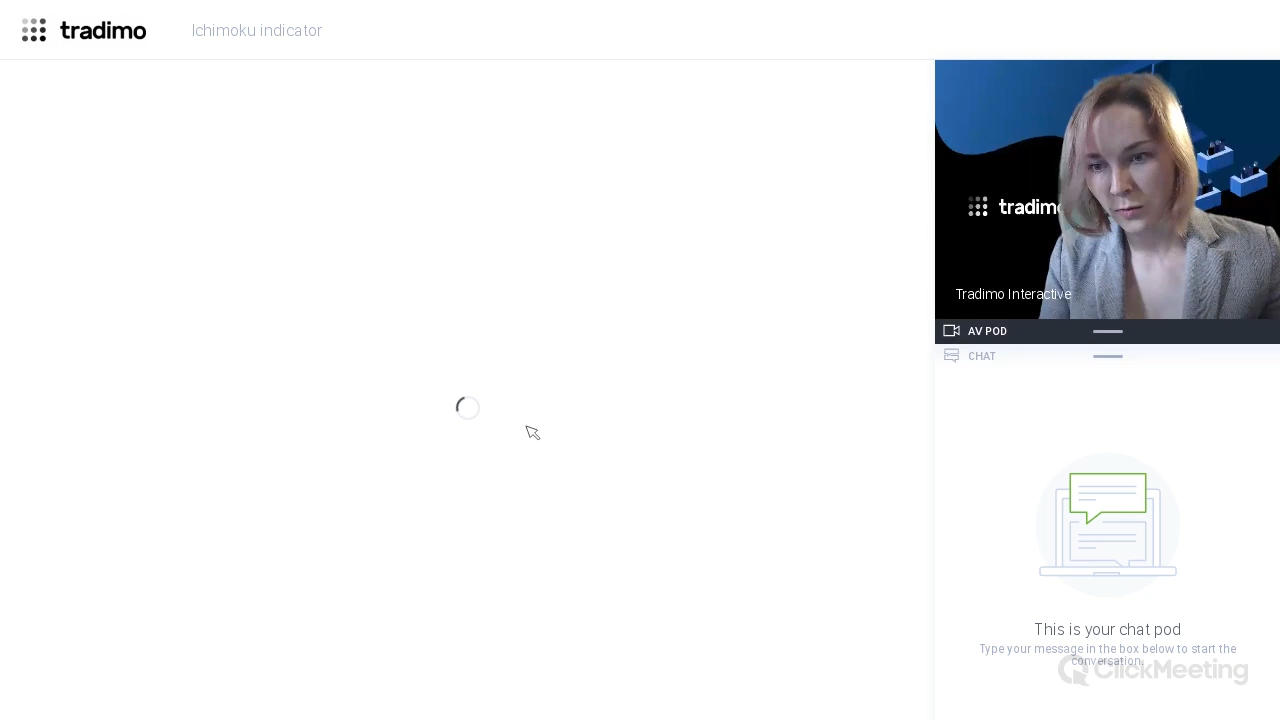 tradimo
Ichimoku indicator
tradimo
Tradimo Interactive
AV POD
CHAT
This is your chat pod
Type your message in the box below to start the
conversation.
ClickMeeting